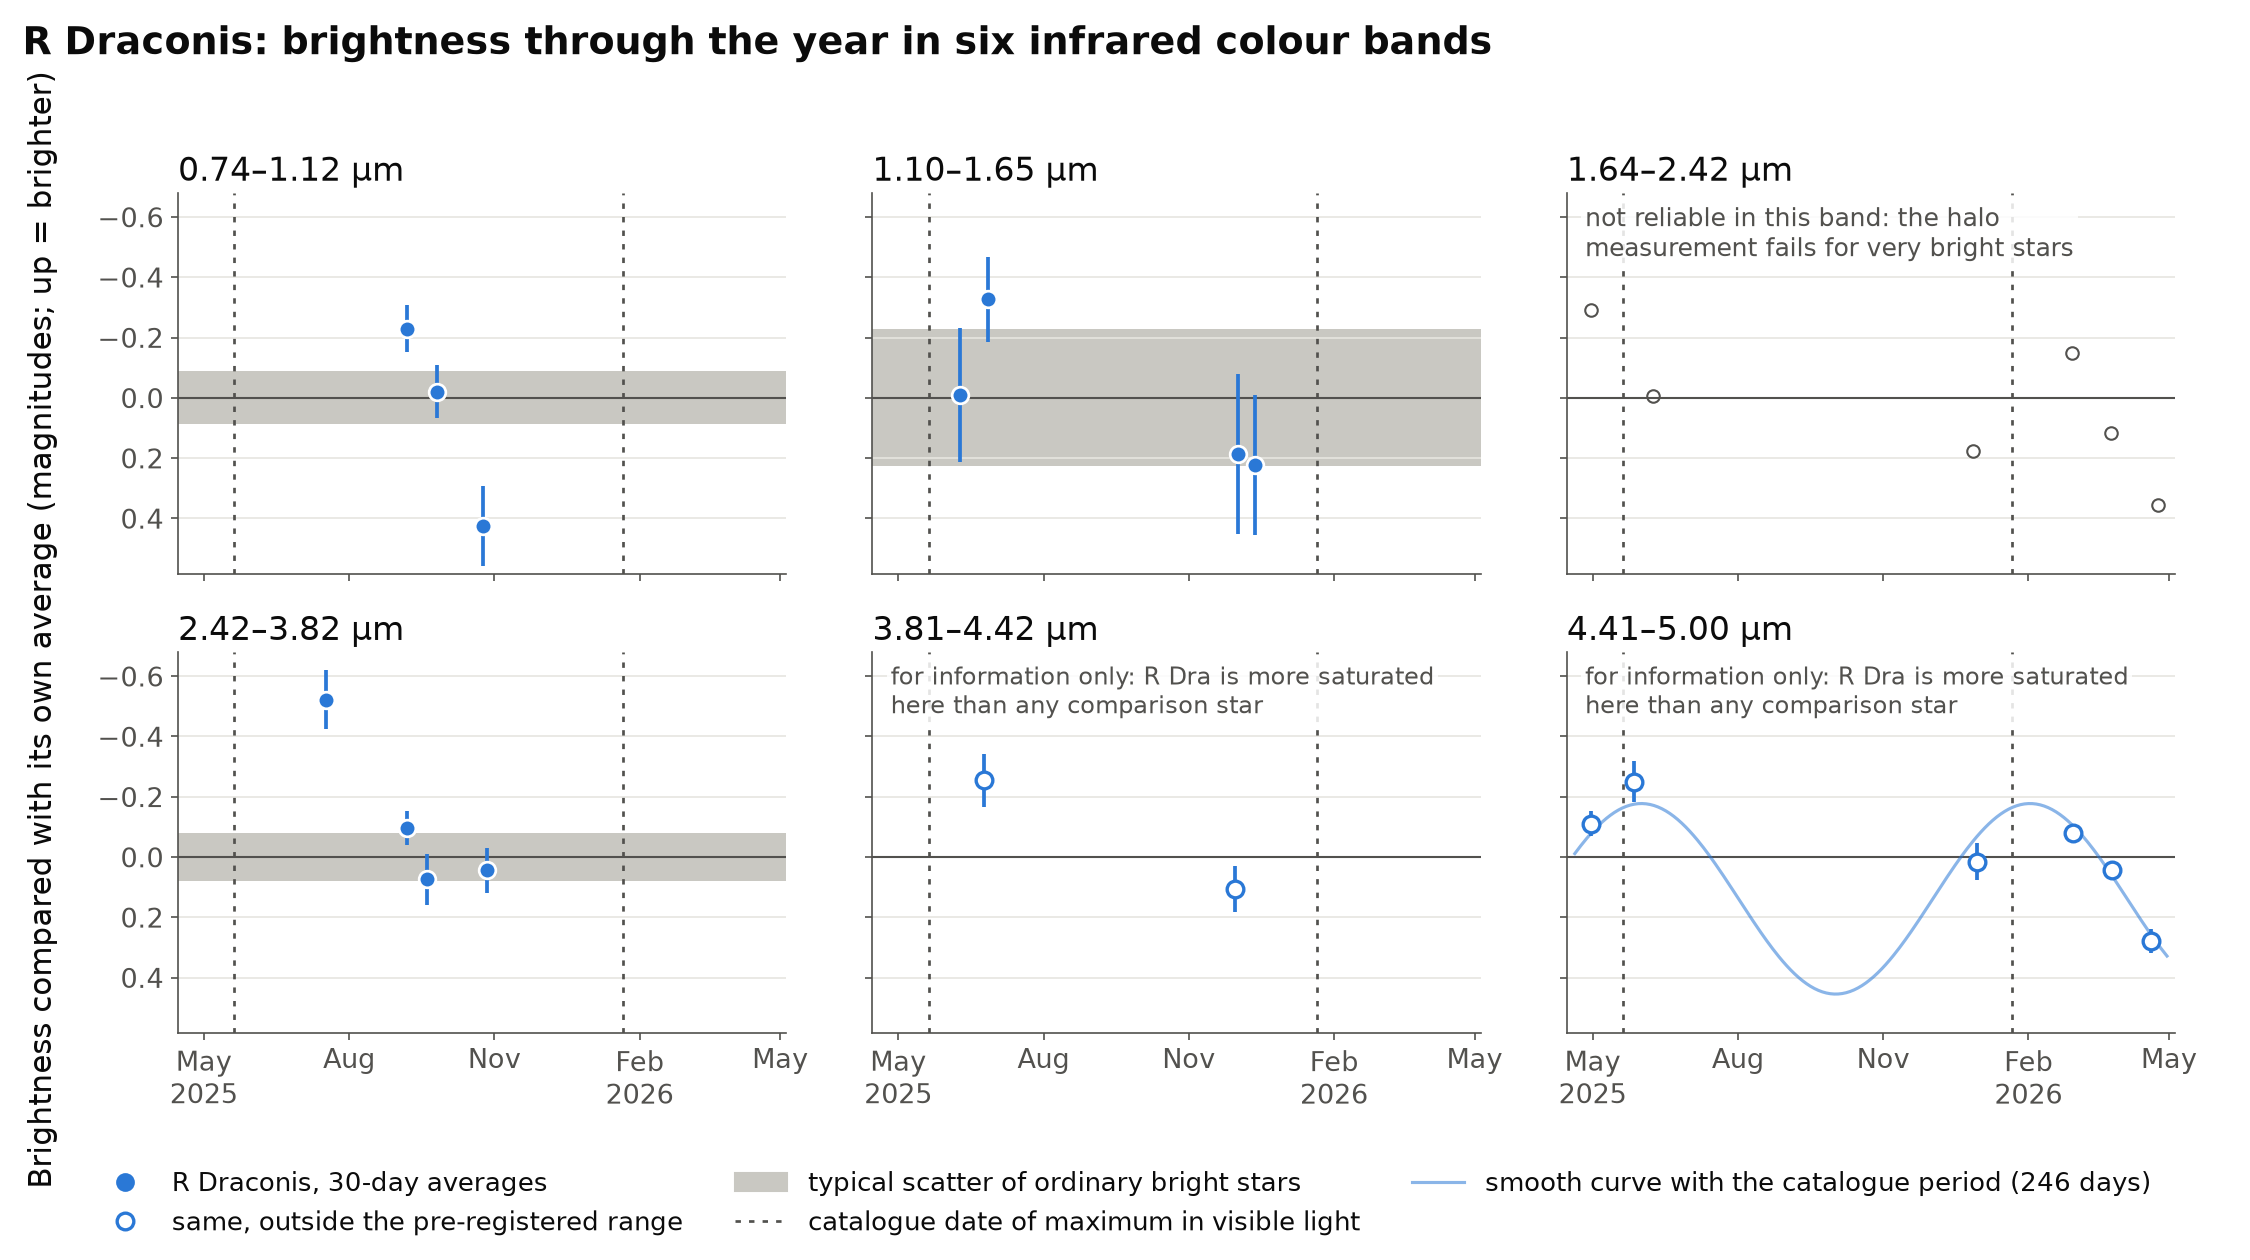 R Draconis: brightness through the year in six infrared colour bands
Brightness compared with its own average (magnitudes; up = brighter)
0.74–1.12 µm
−0.6
−0.4
−0.2
0.0
0.2
0.4
1.10–1.65 µm
1.64–2.42 µm
not reliable in this band: the halo
measurement fails for very bright stars
2.42–3.82 µm
−0.6
−0.4
−0.2
0.0
0.2
0.4
May
2025
Aug
Nov
Feb
2026
May
3.81–4.42 µm
for information only: R Dra is more saturated
here than any comparison star
May
2025
Aug
Nov
Feb
2026
May
4.41–5.00 µm
for information only: R Dra is more saturated
here than any comparison star
May
2025
Aug
Nov
Feb
2026
May
R Draconis, 30-day averages
same, outside the pre-registered range
typical scatter of ordinary bright stars
catalogue date of maximum in visible light
smooth curve with the catalogue period (246 days)